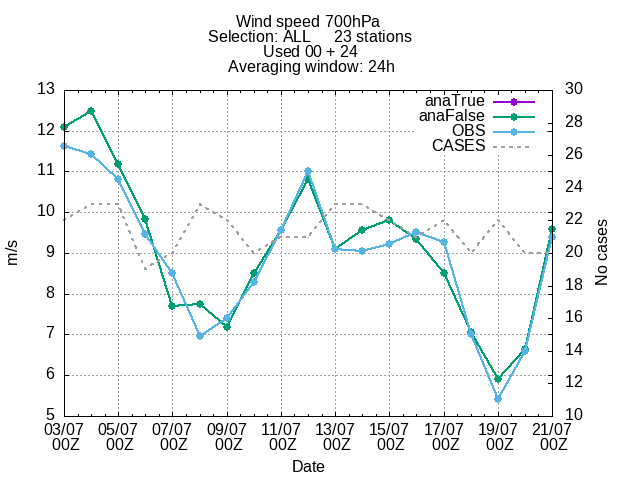 Wind speed 700hPa
Selection: ALL 23 stations
Used 00 + 24
Averaging window: 24h
anaTrue
anaFalse
OBS
CASES
13
12
11
10
9
8
7
6
5
30
28
26
24
22
20
18
16
14
12
10
m/s
No cases
03/07 05/07 07/07 09/07 11/07 13/07 15/07 17/07 19/07 21/07
00Z 00Z 00Z 00Z 00Z 00Z 00Z 00Z 00Z 00Z
Date